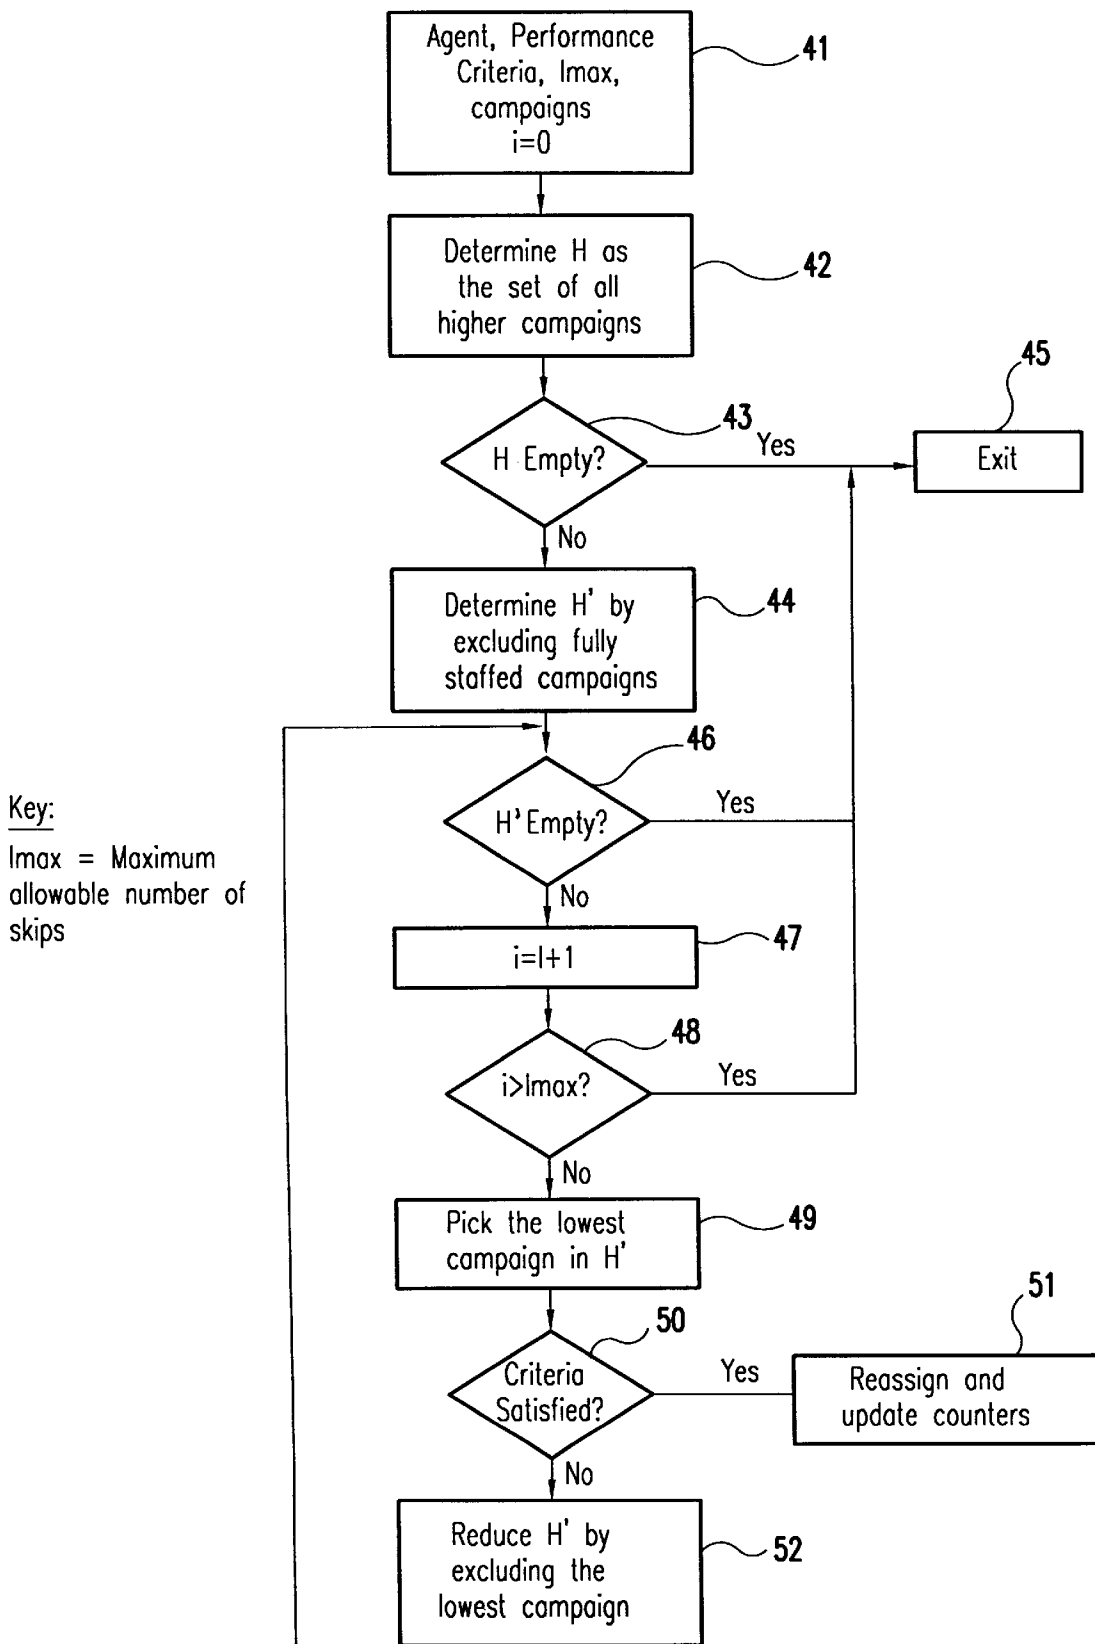 Agent, Performance
Criteria, Imax,
campaigns
i=0
41
Determine H as
the set of all
higher campaigns
42
H Empty?
43
Yes
No
45
Exit
Determine H' by
excluding fully
staffed campaigns
44
H' Empty?
46
Yes
No
Key:
Imax = Maximum
allowable number of
skips
i=I+1
47
i>Imax?
48
Yes
No
Pick the lowest
campaign in H'
49
Criteria
Satisfied?
50
Yes
No
51
Reassign and
update counters
Reduce H' by
excluding the
lowest campaign
52